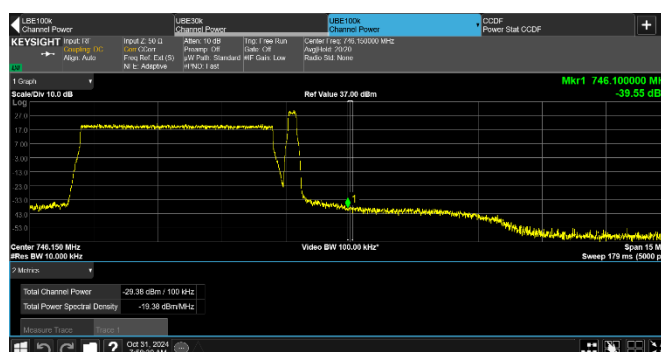 LBE100k
Channel Power
UBE30k
Channel Power
UBE100k
Channel Power
CCDF
Power Stat CCDF
+
KEYSIGHT
Input: RF
Coupling: DC
Align: Auto
Input Z: 50 Ω
Corr CCorr
Freq Ref: Ext (S)
NFE: Adaptive
Atten: 10 dB
Preamp: Off
µW Path: Standard
#PNO: Fast
Trig: Free Run
Gate: Off
#IF Gain: Low
Center Freq: 746.150000 MHz
Avg|Hold: 20/20
Radio Std: None
1 Graph
Mkr1 746.100000 MH
-39.55 dB
Scale/Div 10.0 dB
Ref Value 37.00 dBm
Log
27.0
17.0
7.00
-3.00
-13.0
-23.0
-33.0
-43.0
-53.0
1
Center 746.150 MHz
Video BW 100.00 kHz*
Span 15 M
#Res BW 10.000 kHz
Sweep 179 ms (5000 p
2 Metrics
Total Channel Power
-29.38 dBm / 100 kHz
Total Power Spectral Density
-19.38 dBm/MHz
Measure Trace
Trace 1
?
Oct 31, 2024